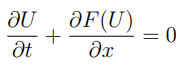 ∂U/∂t + ∂F(U)/∂x = 0